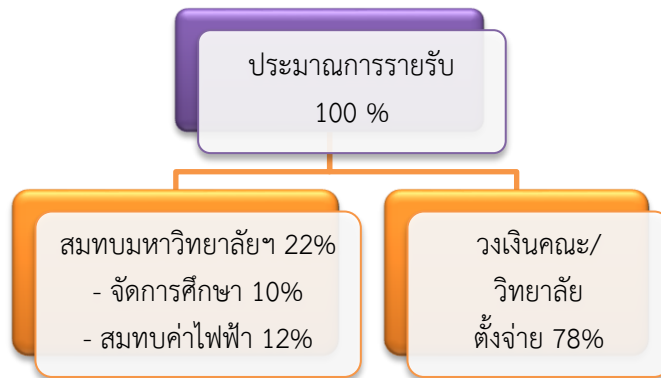 ประมาณการรายรับ
100 %
สมทบมหาวิทยาลัยฯ 22%
- จัดการศึกษา 10%
- สมทบค่าไฟฟ้า 12%
วงเงินคณะ/
วิทยาลัย
ตั้งจ่าย 78%